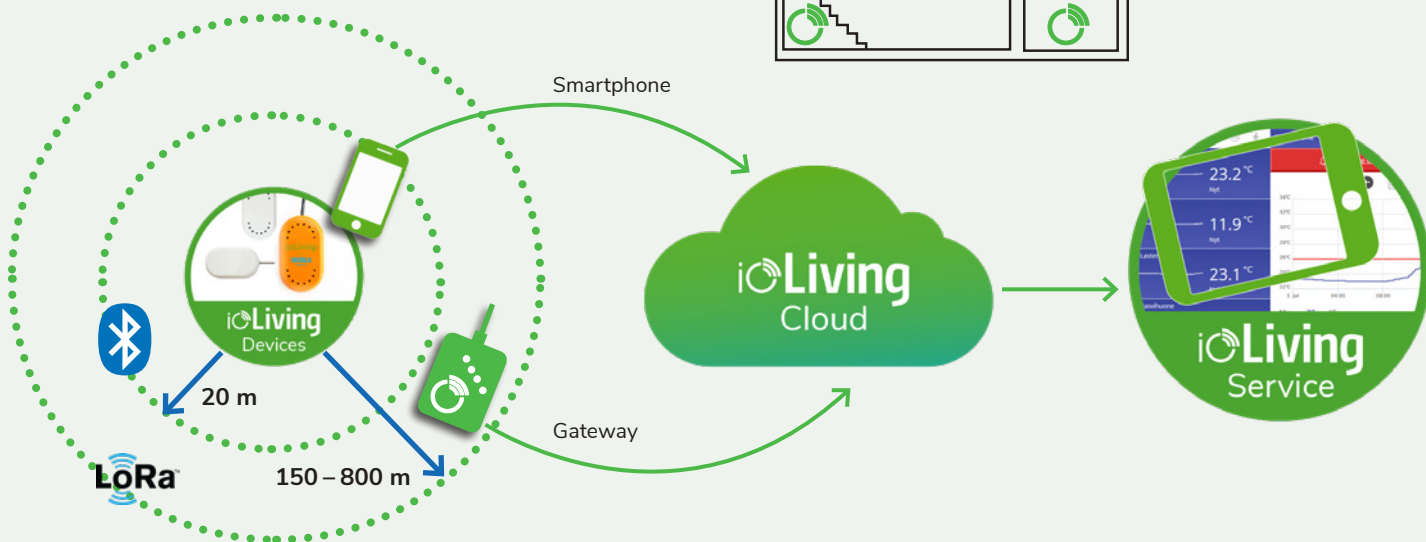 Smartphone
23.2 °C
Nyt
11.9 °C
Nyt
23.1 °C
ioLiving
Cloud
ioLiving
Devices
20 m
LoRa™
150 – 800 m
Gateway
ioLiving
Service